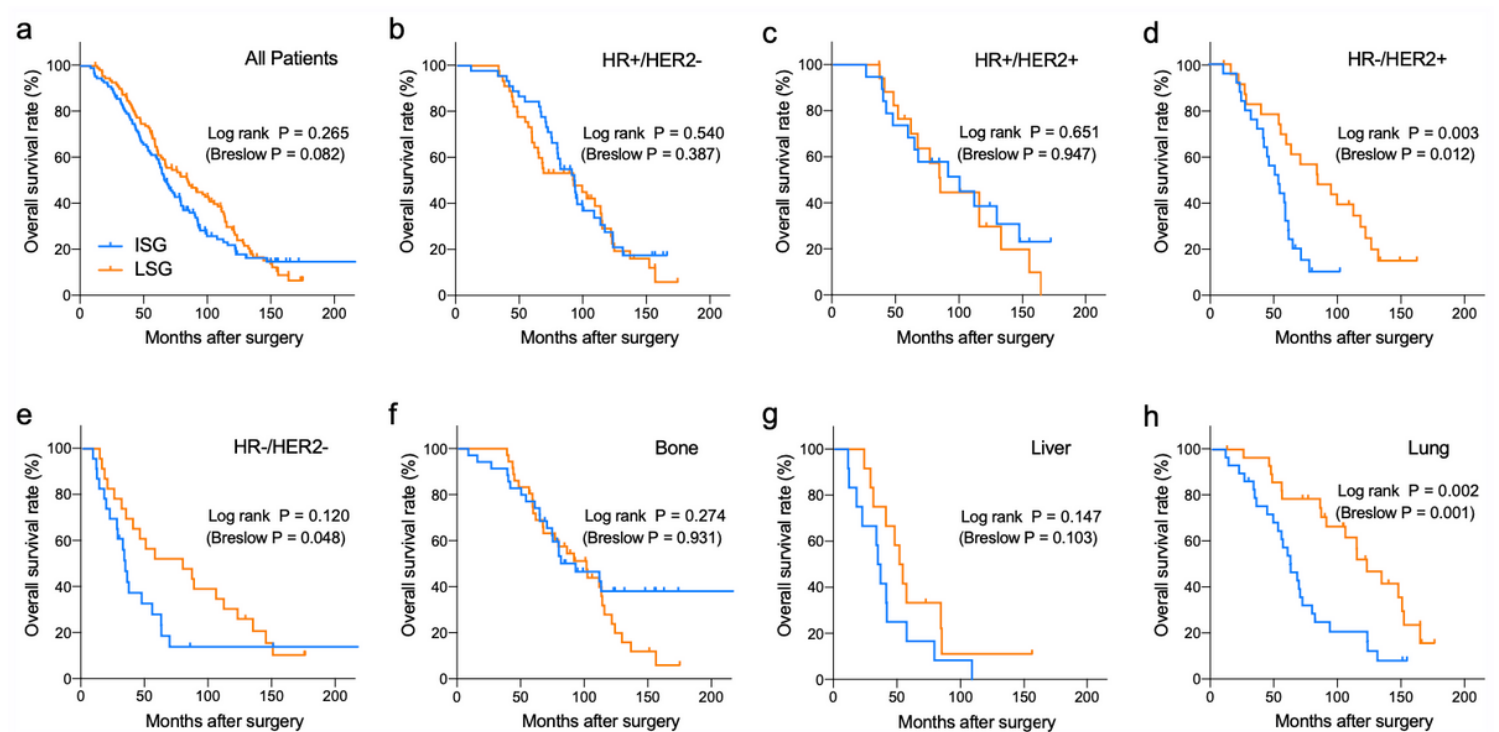 a
All Patients
Overall survival rate (%)
100
80
60
40
20
0
Log rank P = 0.265
(Breslow P = 0.082)
ISG
LSG
0 50 100 150 200
Months after surgery
b
HR+/HER2-
Overall survival rate (%)
100
80
60
40
20
0
Log rank P = 0.540
(Breslow P = 0.387)
0 50 100 150 200
Months after surgery
c
HR+/HER2+
Overall survival rate (%)
100
80
60
40
20
0
Log rank P = 0.651
(Breslow P = 0.947)
0 50 100 150 200
Months after surgery
d
HR-/HER2+
Overall survival rate (%)
100
80
60
40
20
0
Log rank P = 0.003
(Breslow P = 0.012)
0 50 100 150 200
Months after surgery
e
HR-/HER2-
Overall survival rate (%)
100
80
60
40
20
0
Log rank P = 0.120
(Breslow P = 0.048)
0 50 100 150 200
Months after surgery
f
Bone
Overall survival rate (%)
100
80
60
40
20
0
Log rank P = 0.274
(Breslow P = 0.931)
0 50 100 150 200
Months after surgery
g
Liver
Overall survival rate (%)
100
80
60
40
20
0
Log rank P = 0.147
(Breslow P = 0.103)
0 50 100 150 200
Months after surgery
h
Lung
Overall survival rate (%)
100
80
60
40
20
0
Log rank P = 0.002
(Breslow P = 0.001)
0 50 100 150 200
Months after surgery